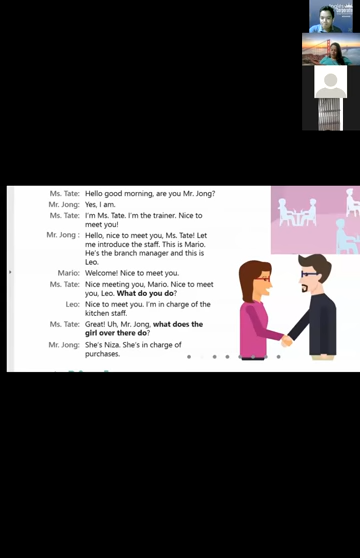 Ms. Tate: Hello good morning, are you Mr. Jong?
Mr. Jong: Yes, I am.
Ms. Tate: I'm Ms. Tate. I'm the trainer. Nice to
meet you!
Mr. Jong : Hello, nice to meet you, Ms. Tate! Let
me introduce the staff. This is Mario.
He's the branch manager and this is
Leo.
Mario: Welcome! Nice to meet you.
Ms. Tate: Nice meeting you, Mario. Nice to meet
you, Leo. What do you do?
Leo: Nice to meet you. I'm in charge of the
kitchen staff.
Ms. Tate: Great! Uh, Mr. Jong, what does the
girl over there do?
Mr. Jong: She's Niza. She's in charge of
purchases.